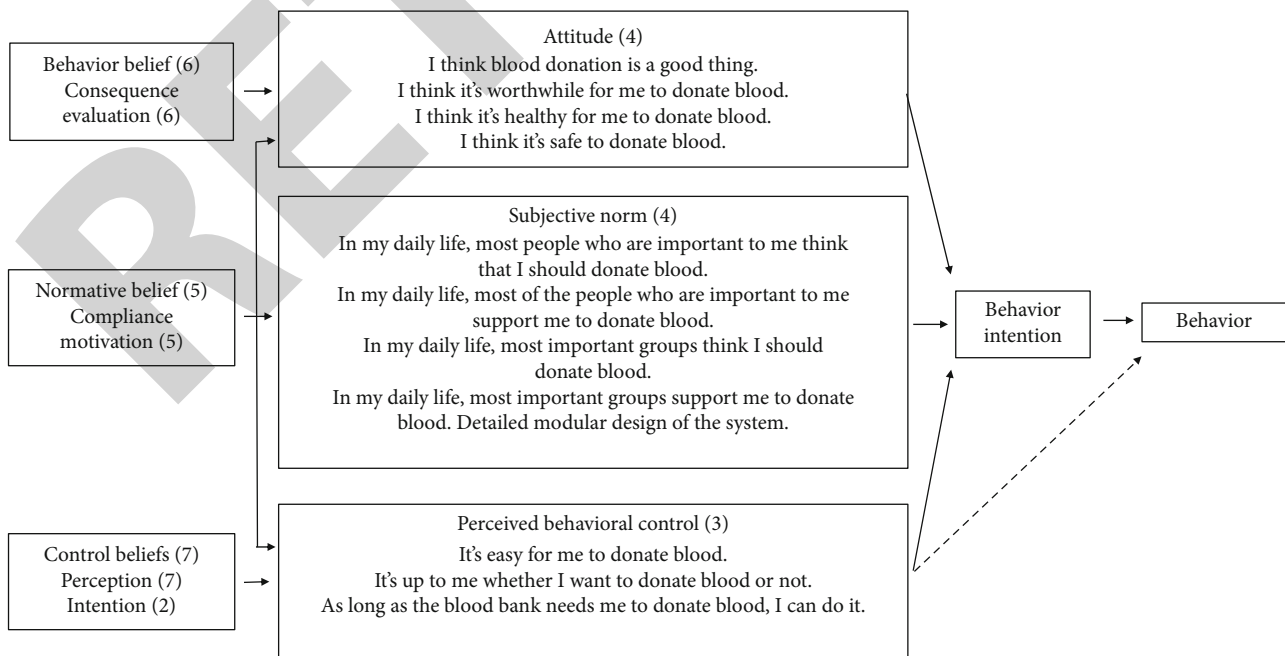 Behavior belief (6)
Consequence
evaluation (6)
Attitude (4)
I think blood donation is a good thing.
I think it's worthwhile for me to donate blood.
I think it's healthy for me to donate blood.
I think it's safe to donate blood.
Normative belief (5)
Compliance
motivation (5)
Subjective norm (4)
In my daily life, most people who are important to me think
that I should donate blood.
In my daily life, most of the people who are important to me
support me to donate blood.
In my daily life, most important groups think I should
donate blood.
In my daily life, most important groups support me to donate
blood. Detailed modular design of the system.
Control beliefs (7)
Perception (7)
Intention (2)
Perceived behavioral control (3)
It's easy for me to donate blood.
It's up to me whether I want to donate blood or not.
As long as the blood bank needs me to donate blood, I can do it.
Behavior
intention
Behavior
RET